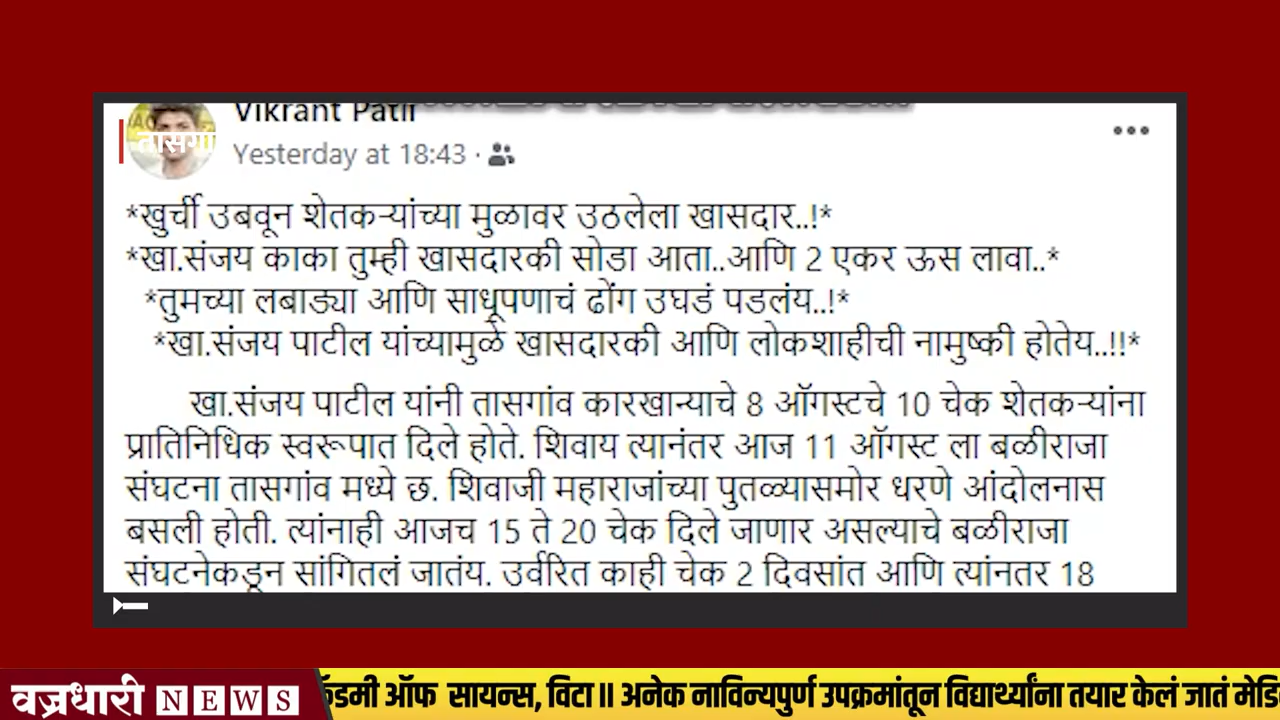 Vikrant Patil
Yesterday at 18:43 ·
तासगा
*खुर्ची उबवून शेतकऱ्यांच्या मुळावर उठलेला खासदार..!*
*खा.संजय काका तुम्ही खासदारकी सोडा आता..आणि 2 एकर ऊस लावा..*
*तुमच्या लबाड्या आणि साधूपणाचं ढोंग उघडं पडलंय..!*
*खा.संजय पाटील यांच्यामुळे खासदारकी आणि लोकशाहीची नामुष्की होतेय..!!*
खा.संजय पाटील यांनी तासगांव कारखान्याचे 8 ऑगस्टचे 10 चेक शेतकऱ्यांना
प्रातिनिधिक स्वरूपात दिले होते. शिवाय त्यानंतर आज 11 ऑगस्ट ला बळीराजा
संघटना तासगांव मध्ये छ. शिवाजी महाराजांच्या पुतळ्यासमोर धरणे आंदोलनास
बसली होती. त्यांनाही आजच 15 ते 20 चेक दिले जाणार असल्याचे बळीराजा
संघटनेकडून सांगितलं जातंय. उर्वरित काही चेक 2 दिवसांत आणि त्यांनतर 18
वज्रधारी NEWS
ॲकॅडमी ऑफ सायन्स, विटा ॥ अनेक नाविन्यपुर्ण उपक्रमांतून विद्यार्थ्यांना तयार केलं जातं मेडि